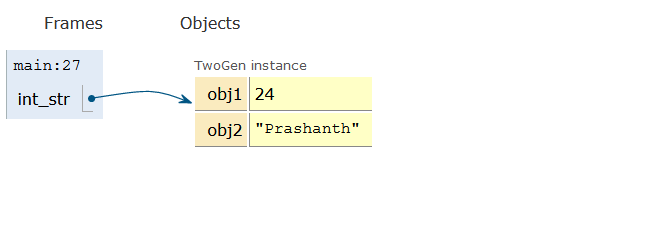 Frames Objects
main:27
int_str
TwoGen instance
obj1 24
obj2 "Prashanth"